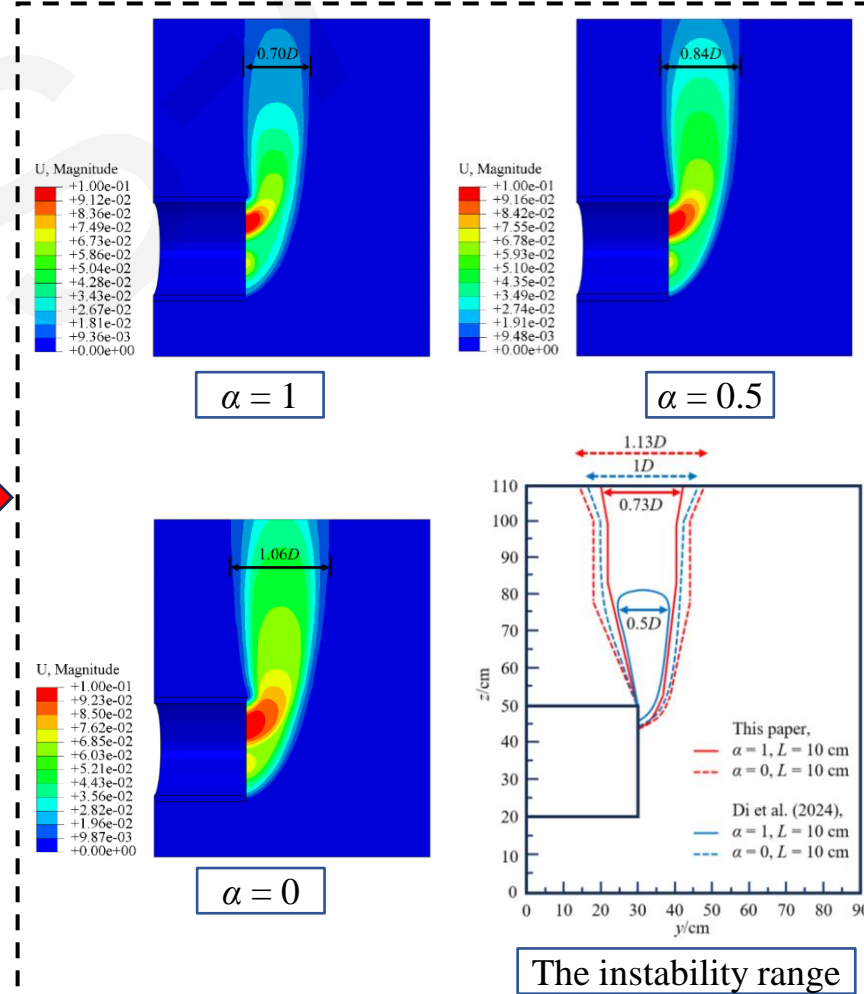 0.70D
U, Magnitude
+1.00e-01
+9.12e-02
+8.36e-02
+7.49e-02
+6.73e-02
+5.86e-02
+5.04e-02
+4.28e-02
+3.43e-02
+2.67e-02
+1.81e-02
+9.36e-03
+0.00e+00
α = 1
0.84D
U, Magnitude
+1.00e-01
+9.16e-02
+8.42e-02
+7.55e-02
+6.78e-02
+5.93e-02
+5.10e-02
+4.35e-02
+3.49e-02
+2.74e-02
+1.91e-02
+9.48e-03
+0.00e+00
α = 0.5
1.06D
U, Magnitude
+1.00e-01
+9.23e-02
+8.50e-02
+7.62e-02
+6.85e-02
+6.03e-02
+5.21e-02
+4.43e-02
+3.56e-02
+2.82e-02
+1.96e-02
+9.87e-03
+0.00e+00
α = 0
1.13D
1D
0.73D
0.5D
110
100
90
80
70
60
50
40
30
20
10
0
z/cm
This paper,
α = 1, L = 10 cm
α = 0, L = 10 cm
Di et al. (2024),
α = 1, L = 10 cm
α = 0, L = 10 cm
0 10 20 30 40 50 60 70 80 90
y/cm
The instability range